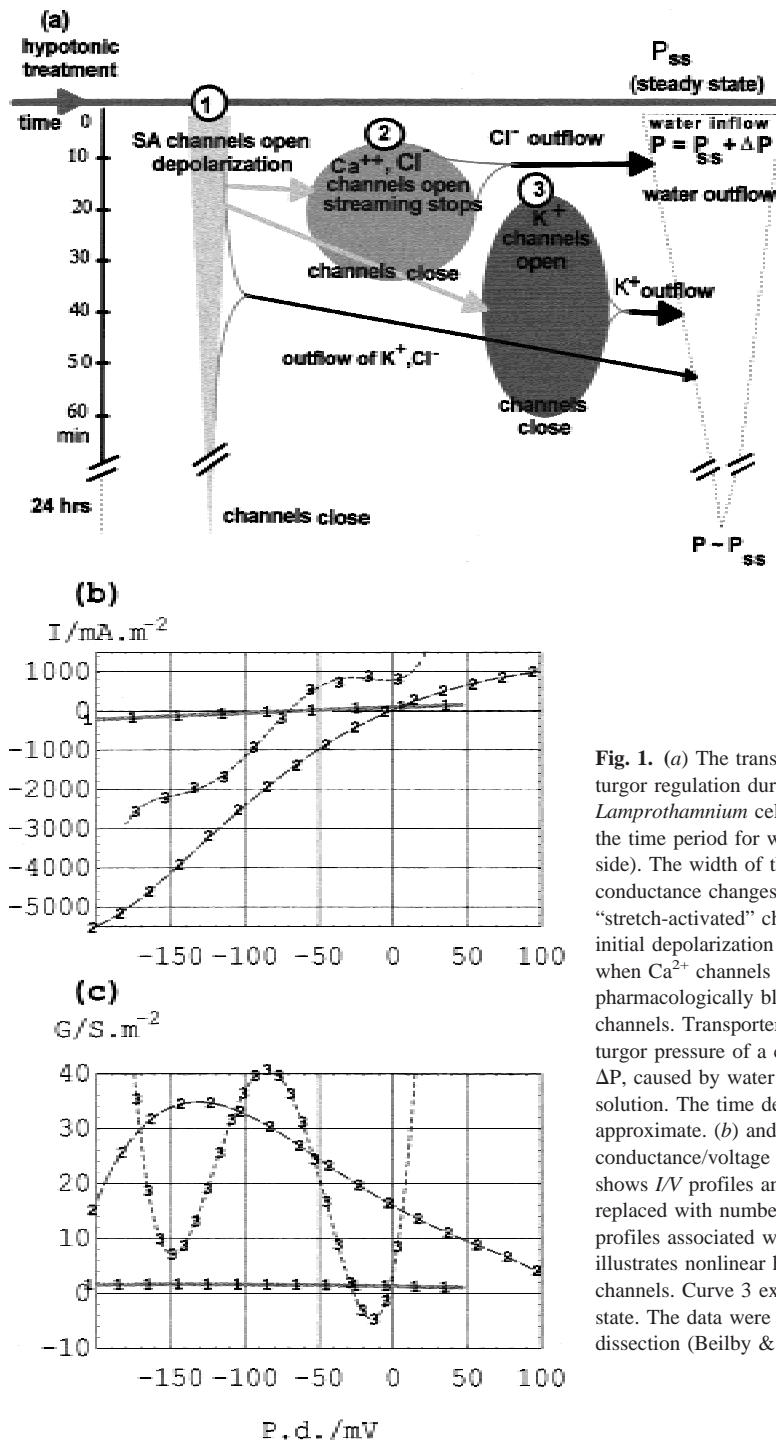 (a)
hypotonic
treatment
P_ss
(steady state)
1
time
0
10
20
30
40
50
60
min
24 hrs
SA channels open
depolarization
2
Ca++, Cl-
channels open
streaming stops
channels close
Cl- outflow
3
K+
channels
open
channels
close
water inflow
P = P_ss + ΔP
water outflow
K+ outflow
outflow of K+,Cl-
channels close
P ~ P_ss
(b)
I/mA.m-2
1000
0
-1000
-2000
-3000
-4000
-5000
-150 -100 -50 0 50 100
(c)
G/S.m-2
40
30
20
10
0
-10
-150 -100 -50 0 50 100
P.d./mV
Fig. 1. (a) The trans
turgor regulation dur
Lamprothamnium cel
the time period for w
side). The width of th
conductance changes
“stretch-activated” ch
initial depolarization
when Ca2+ channels
pharmacologically bl
channels. Transporter
turgor pressure of a c
ΔP, caused by water
solution. The time de
approximate. (b) and
conductance/voltage
shows I/V profiles ar
replaced with number
profiles associated w
illustrates nonlinear l
channels. Curve 3 ex
state. The data were
dissection (Beilby &